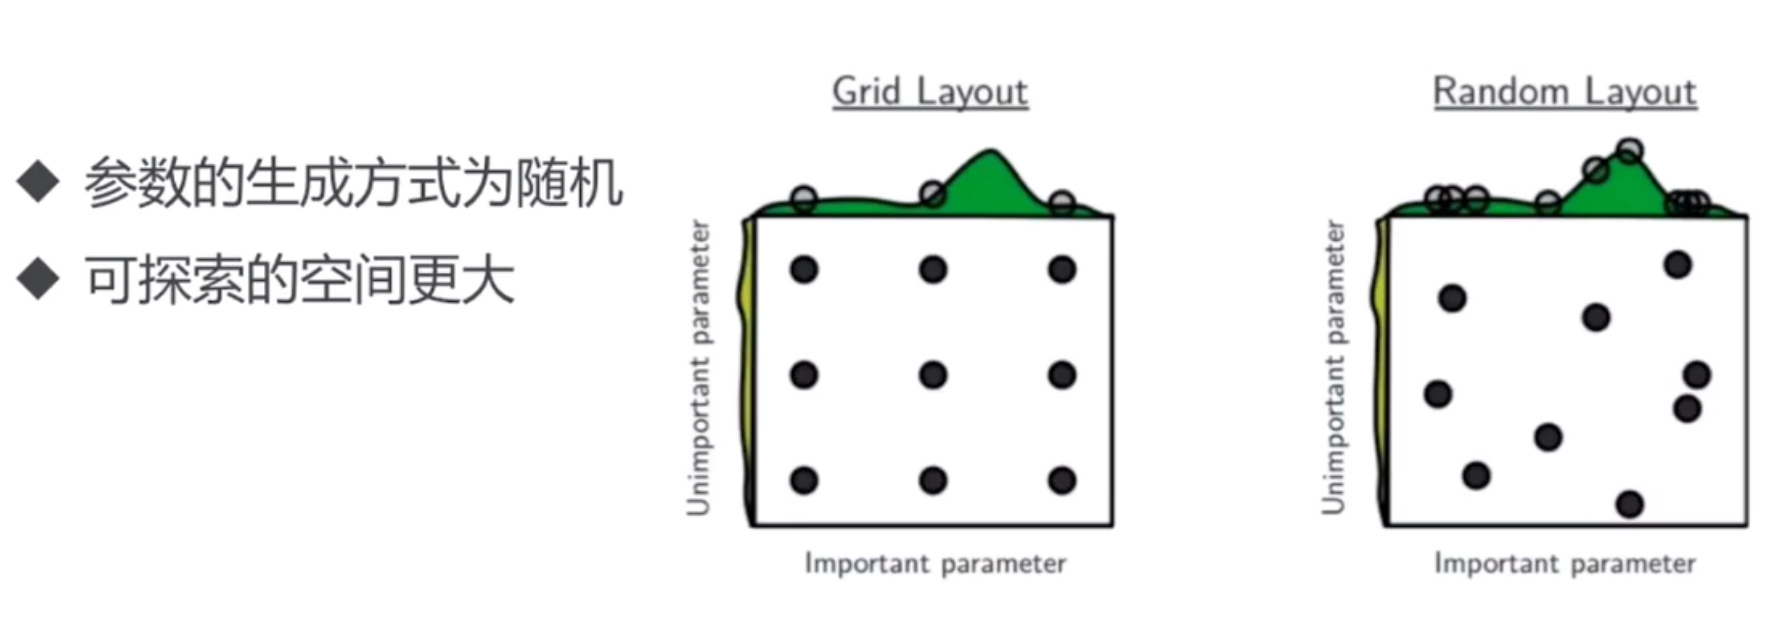 ◆ 参数的生成方式为随机
◆ 可探索的空间更大
Grid Layout
Unimportant parameter
Important parameter
Random Layout
Unimportant parameter
Important parameter